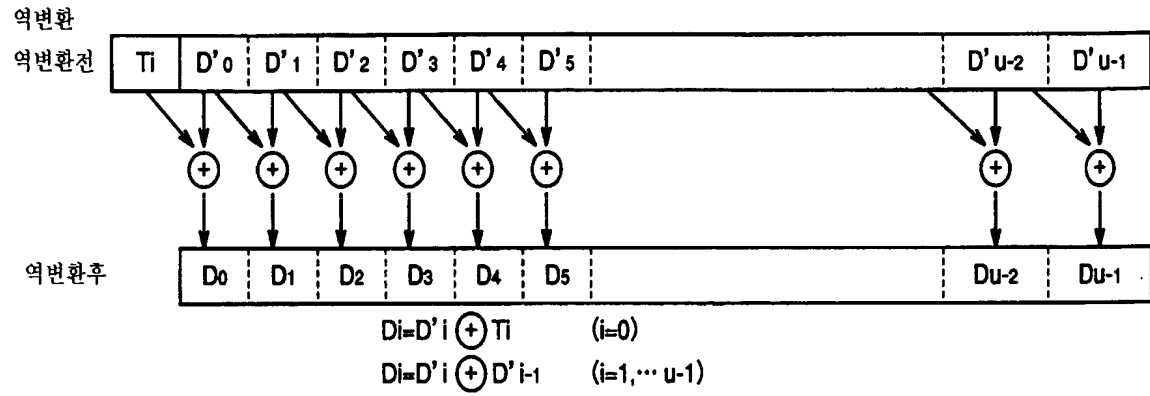 역변환
역변환전 Ti D'0 D'1 D'2 D'3 D'4 D'5 D'u-2 D'u-1
+ + + + + + + +
역변환후 D0 D1 D2 D3 D4 D5 Du-2 Du-1
Di=D'i ⊕ Ti (i=0)
Di=D'i ⊕ D'i-1 (i=1,⋯ u-1)